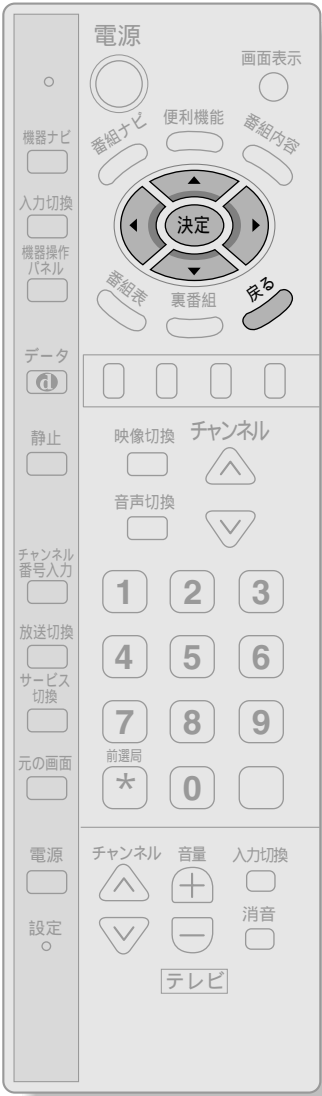 電源
画面表示
番組ナビ
便利機能
番組内容
機器ナビ
入力切換
決定
機器操作
パネル
番組表
裏番組
戻る
データ
d
静止
映像切換
チャンネル
音声切換
チャンネル
番号入力
1
2
3
放送切換
4
5
6
サービス
切換
7
8
9
元の画面
前選局
*
0
電源
チャンネル
音量
入力切換
設定
消音
テレビ